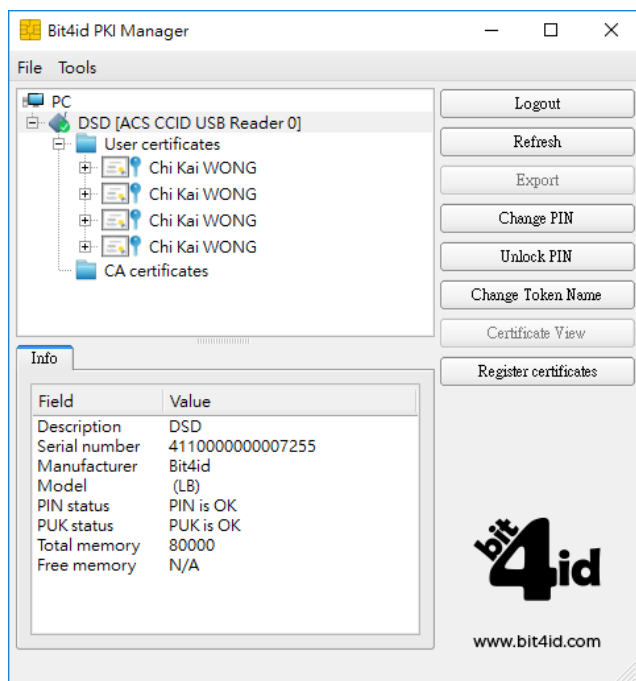 Bit4id PKI Manager
File Tools
PC
DSD [ACS CCID USB Reader 0]
User certificates
Chi Kai WONG
Chi Kai WONG
Chi Kai WONG
Chi Kai WONG
CA certificates
Logout
Refresh
Export
Change PIN
Unlock PIN
Change Token Name
Certificate View
Register certificates
Info
Field Value
Description DSD
Serial number 4110000000007255
Manufacturer Bit4id
Model (LB)
PIN status PIN is OK
PUK status PUK is OK
Total memory 80000
Free memory N/A
bit4id
www.bit4id.com